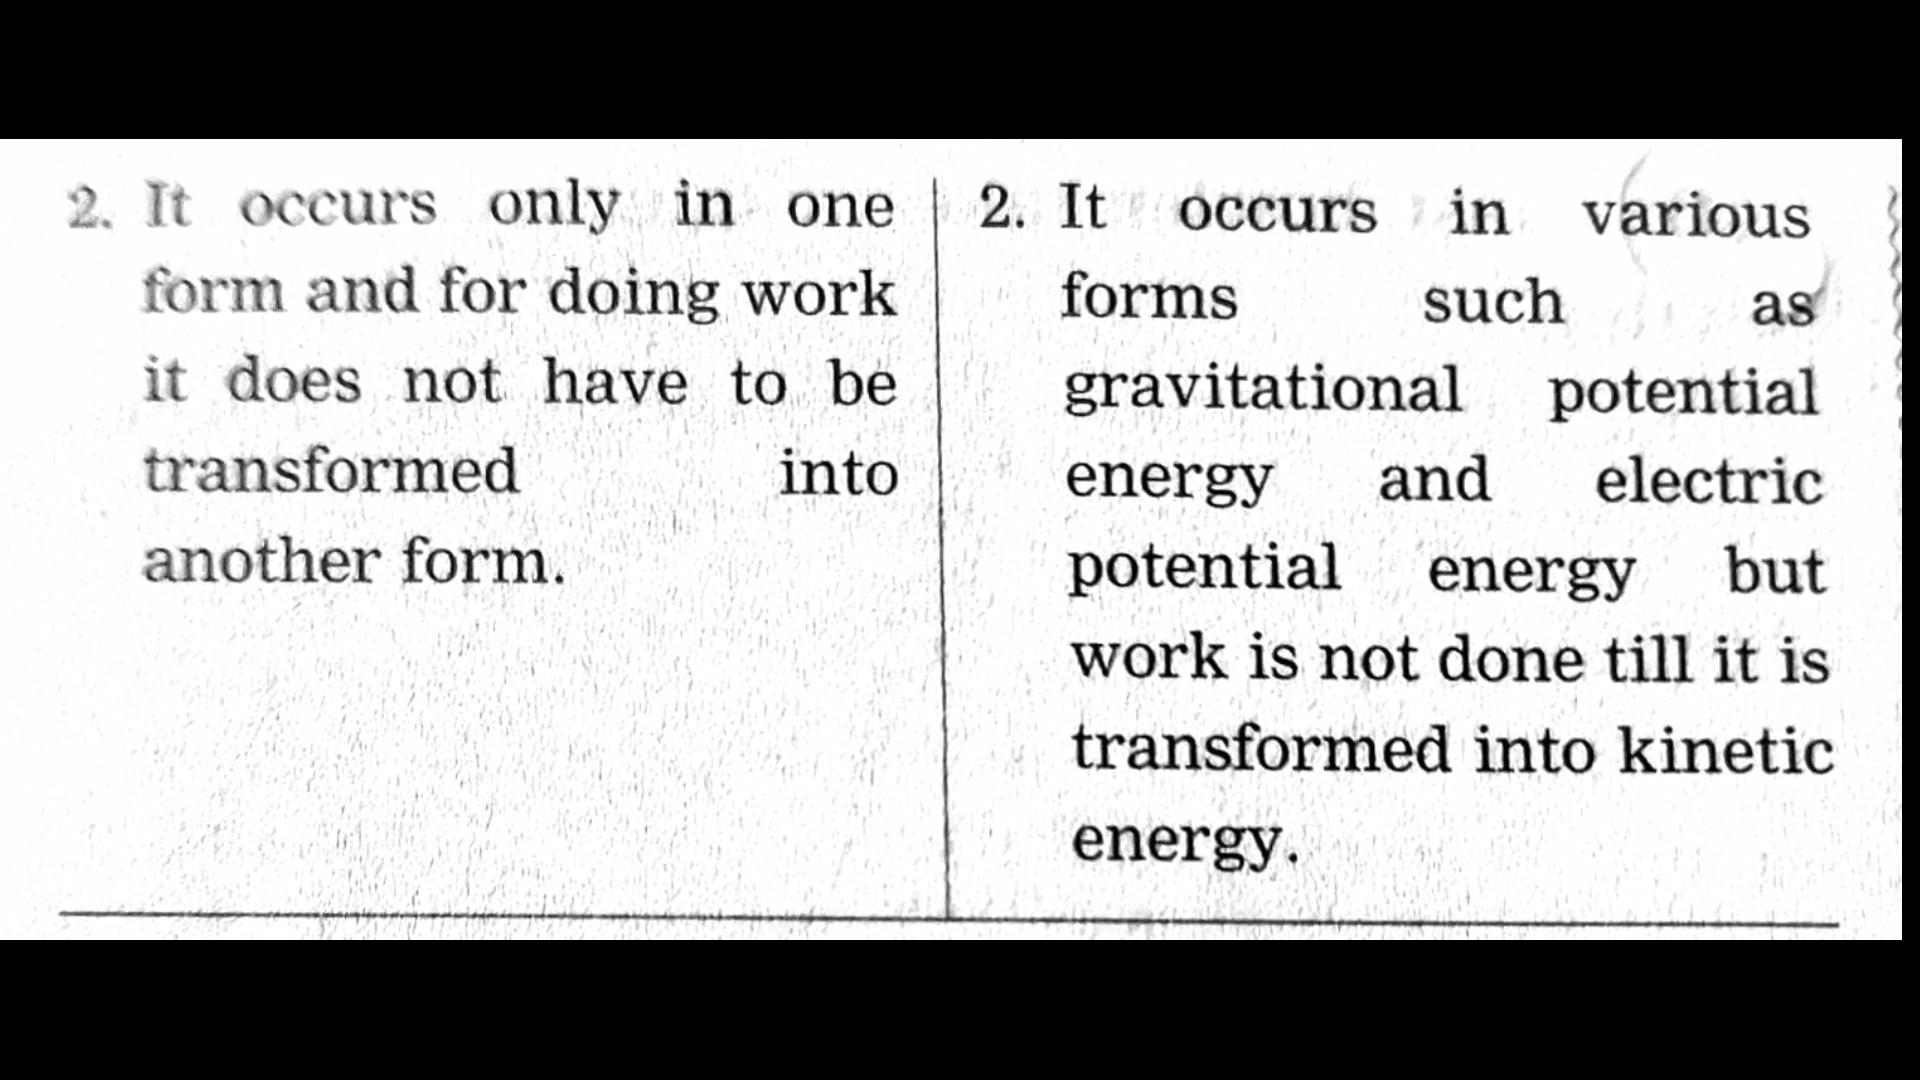 2. It occurs only in one
form and for doing work
it does not have to be
transformed into
another form.
2. It occurs in various
forms such as
gravitational potential
energy and electric
potential energy but
work is not done till it is
transformed into kinetic
energy.